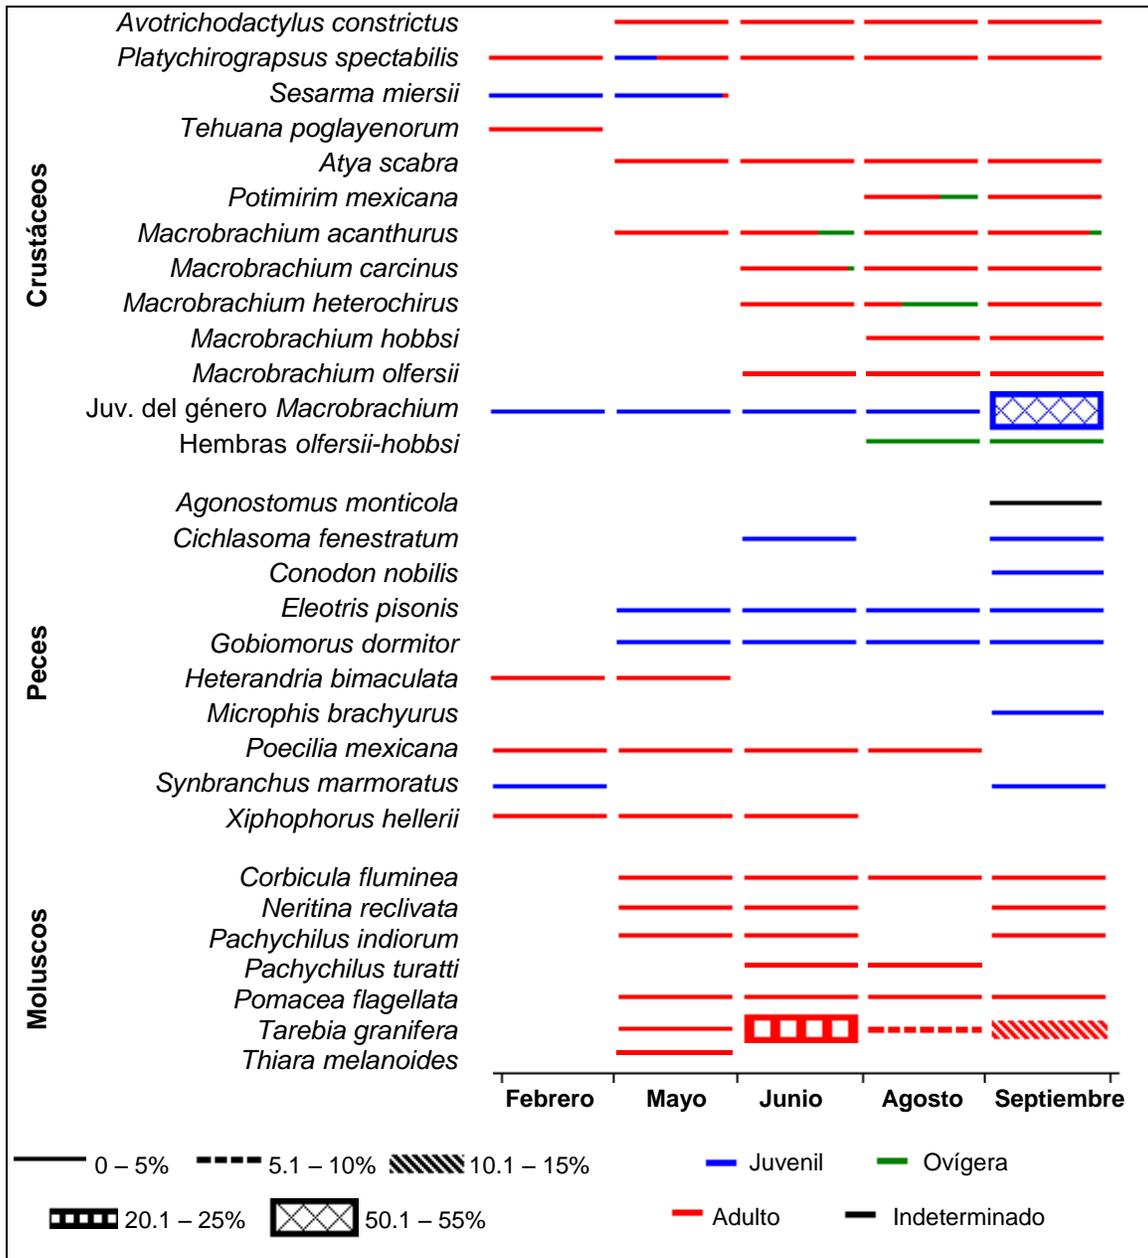 Crustáceos
Avotrichodactylus constrictus
Platychirograpsus spectabilis
Sesarma miersii
Tehuana poglayenorum
Atya scabra
Potimirim mexicana
Macrobrachium acanthurus
Macrobrachium carcinus
Macrobrachium heterochirus
Macrobrachium hobbsi
Macrobrachium olfersii
Juv. del género Macrobrachium
Hembras olfersii-hobbsi
Peces
Agonostomus monticola
Cichlasoma fenestratum
Conodon nobilis
Eleotris pisonis
Gobiomorus dormitor
Heterandria bimaculata
Microphis brachyurus
Poecilia mexicana
Synbranchus marmoratus
Xiphophorus hellerii
Moluscos
Corbicula fluminea
Neritina reclivata
Pachychilus indiorum
Pachychilus turatti
Pomacea flagellata
Tarebia granifera
Thiara melanoides
Febrero Mayo Junio Agosto Septiembre
0 – 5% 5.1 – 10% 10.1 – 15% Juvenil Ovígera
20.1 – 25% 50.1 – 55% Adulto Indeterminado